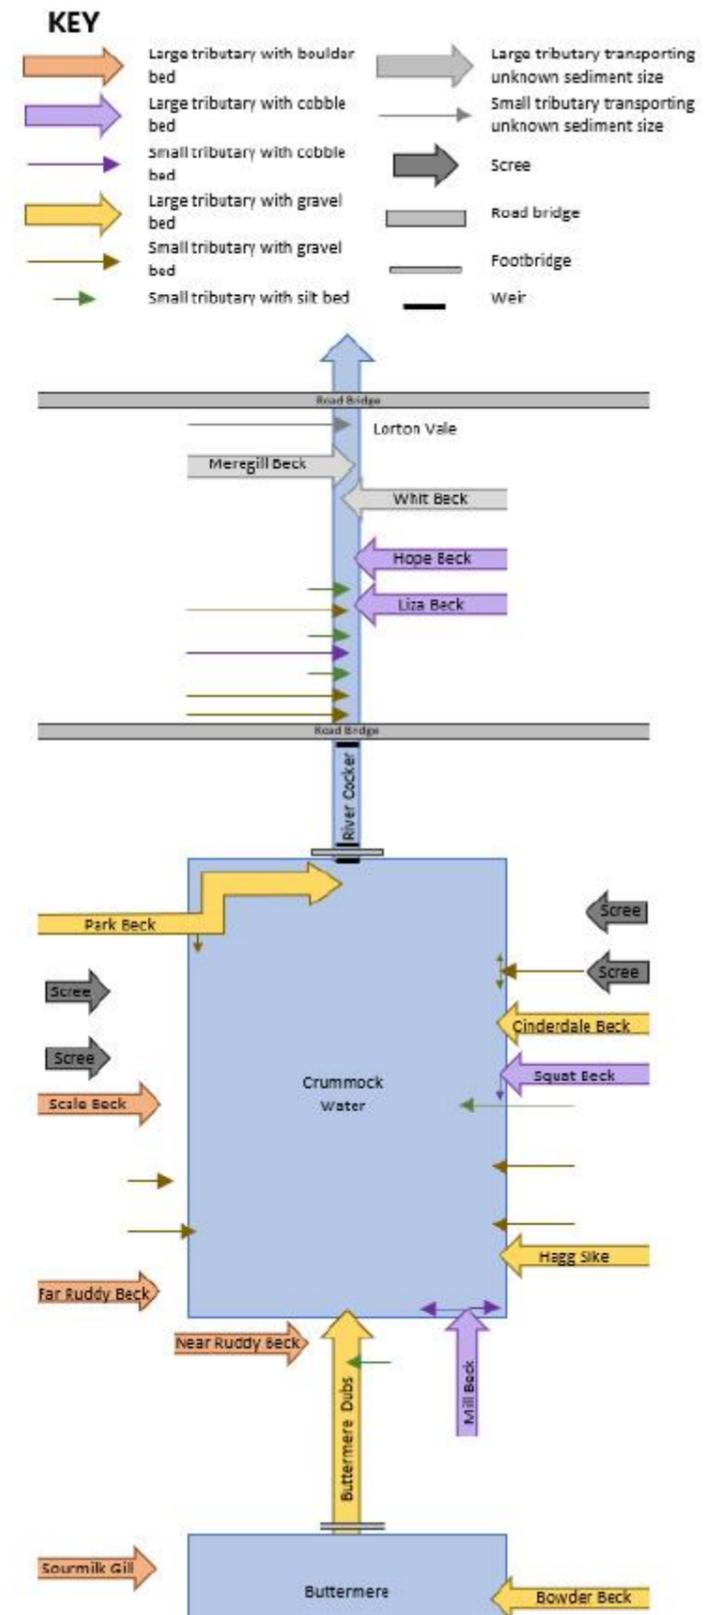 KEY
Large tributary with boulder
bed
Large tributary with cobble
bed
Small tributary with cobble
bed
Large tributary with gravel
bed
Small tributary with gravel
bed
Small tributary with silt bed
Large tributary transporting
unknown sediment size
Small tributary transporting
unknown sediment size
Scree
Road bridge
Footbridge
Weir
Road Bridge
Lorton Vale
Meregill Beck
Whit Beck
Hope Beck
Liza Beck
Road Bridge
River Cocker
Park Beck
Scree
Scree
Scree
Cinderdale Beck
Scree
Squat Beck
Crummock
Water
Scale Beck
Hagg Sike
Far Ruddy Beck
Near Ruddy Beck
Buttermere Dubs
Mill Beck
Sourmilk Gill
Buttermere
Bowder Beck